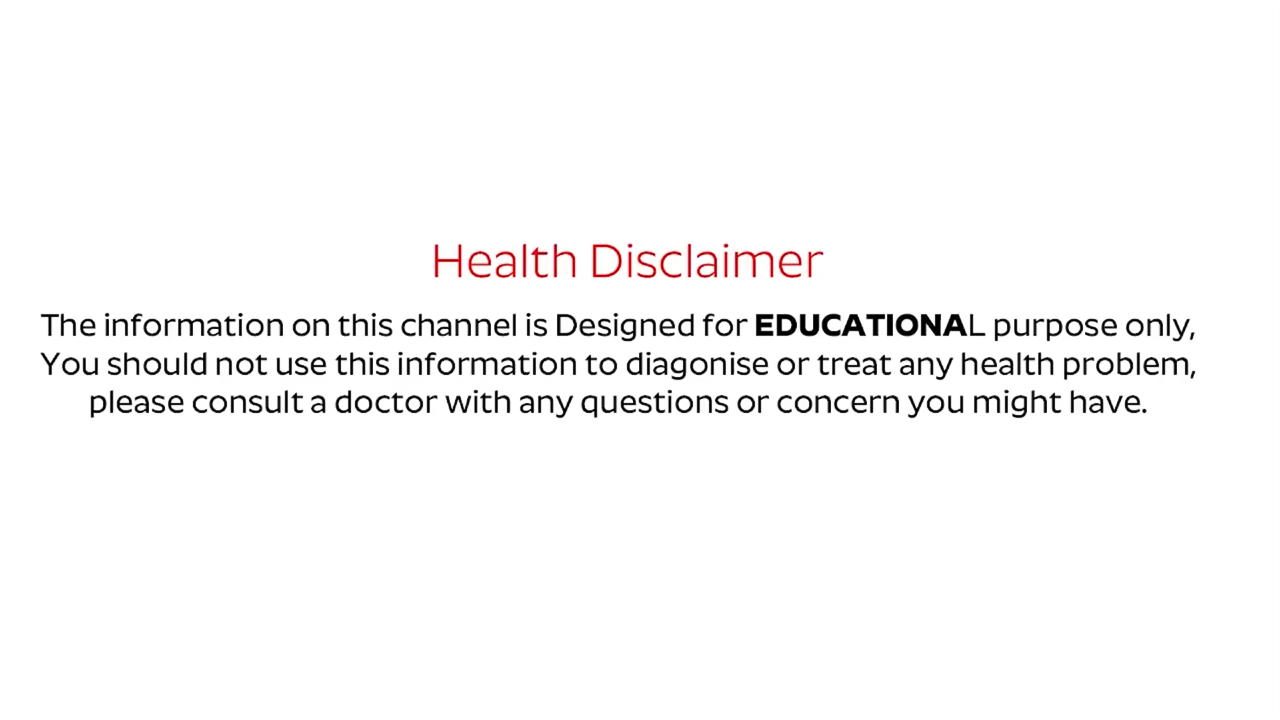 Health Disclaimer
The information on this channel is Designed for EDUCATIONAL purpose only,
You should not use this information to diagonise or treat any health problem,
please consult a doctor with any questions or concern you might have.